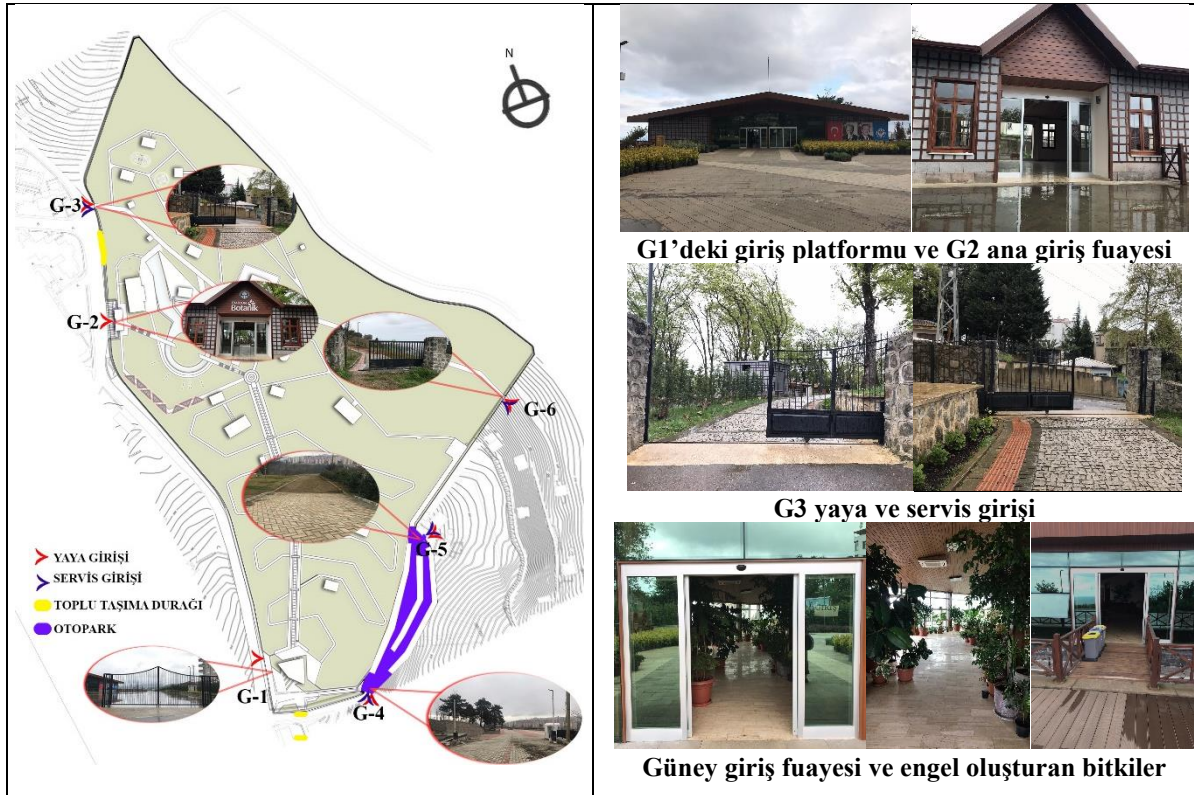 N
G-3
G-2
Botanik
G-6
G-5
YAYA GİRİŞİ
SERVİS GİRİŞİ
TOPLU TAŞIMA DURAĞI
OTOPARK
G-1
G-4
G1’deki giriş platformu ve G2 ana giriş fuayesi
G3 yaya ve servis girişi
Güney giriş fuayesi ve engel oluşturan bitkiler